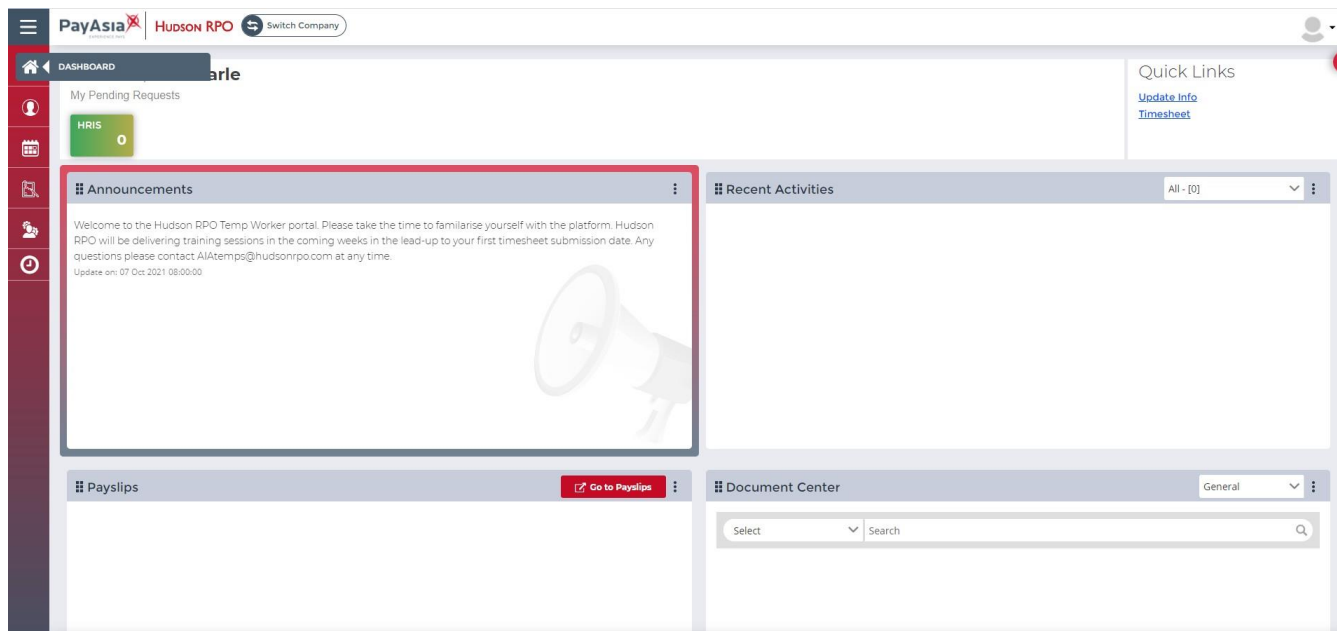 PayAsia
HUDSON RPO
Switch Company
DASHBOARD
arle
My Pending Requests
HRIS
0
Quick Links
Update Info
Timesheet
Announcements
Welcome to the Hudson RPO Temp Worker portal. Please take the time to familarise yourself with the platform. Hudson
RPO will be delivering training sessions in the coming weeks in the lead-up to your first timesheet submission date. Any
questions please contact AIAtemps@hudsonrpo.com at any time.
Update on: 07 Oct 2021 08:00:00
Recent Activities
All - [0]
Payslips
Go to Payslips
Document Center
General
Select
Search